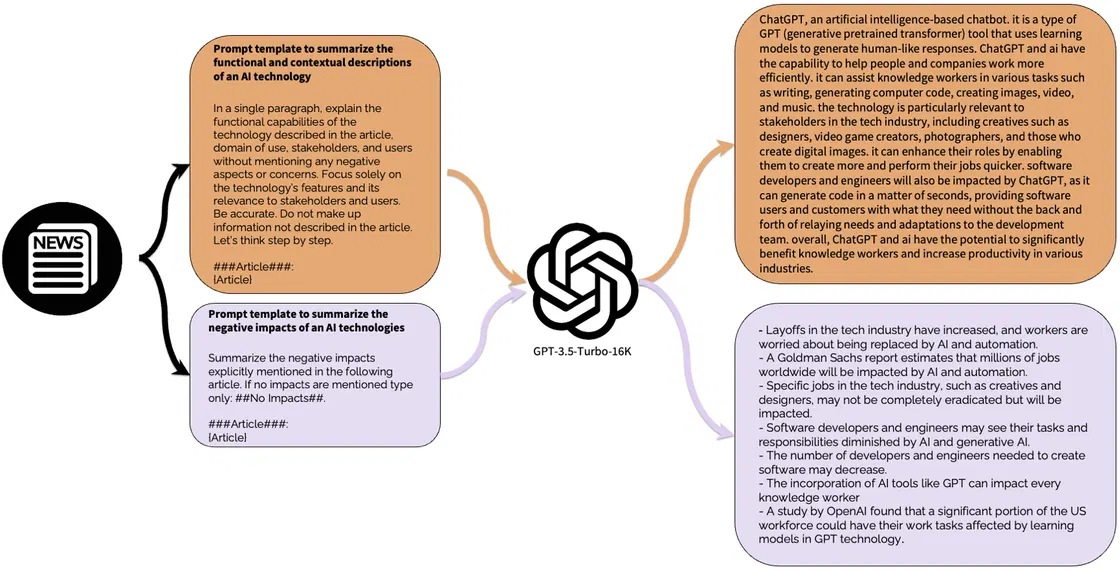 NEWS
Prompt template to summarize the
functional and contextual descriptions
of an AI technology
In a single paragraph, explain the
functional capabilities of the
technology described in the article,
domain of use, stakeholders, and users
without mentioning any negative
aspects or concerns. Focus solely on
the technology's features and its
relevance to stakeholders and users.
Be accurate. Do not make up
information not described in the article.
Let's think step by step.
###Article###:
{Article}
Prompt template to summarize the
negative impacts of an AI technologies
Summarize the negative impacts
explicitly mentioned in the following
article. If no impacts are mentioned type
only: ##No Impacts##.
###Article###:
{Article}
GPT-3.5-Turbo-16K
ChatGPT, an artificial intelligence-based chatbot. it is a type of
GPT (generative pretrained transformer) tool that uses learning
models to generate human-like responses. ChatGPT and ai have
the capability to help people and companies work more
efficiently. it can assist knowledge workers in various tasks such
as writing, generating computer code, creating images, video,
and music. the technology is particularly relevant to
stakeholders in the tech industry, including creatives such as
designers, video game creators, photographers, and those who
create digital images. it can enhance their roles by enabling
them to create more and perform their jobs quicker. software
developers and engineers will also be impacted by ChatGPT, as it
can generate code in a matter of seconds, providing software
users and customers with what they need without the back and
forth of relaying needs and adaptations to the development
team. overall, ChatGPT and ai have the potential to significantly
benefit knowledge workers and increase productivity in various
industries.
- Layoffs in the tech industry have increased, and workers are
worried about being replaced by AI and automation.
- A Goldman Sachs report estimates that millions of jobs
worldwide will be impacted by AI and automation.
- Specific jobs in the tech industry, such as creatives and
designers, may not be completely eradicated but will be
impacted.
- Software developers and engineers may see their tasks and
responsibilities diminished by AI and generative AI.
- The number of developers and engineers needed to create
software may decrease.
- The incorporation of AI tools like GPT can impact every
knowledge worker
- A study by OpenAI found that a significant portion of the US
workforce could have their work tasks affected by learning
models in GPT technology.